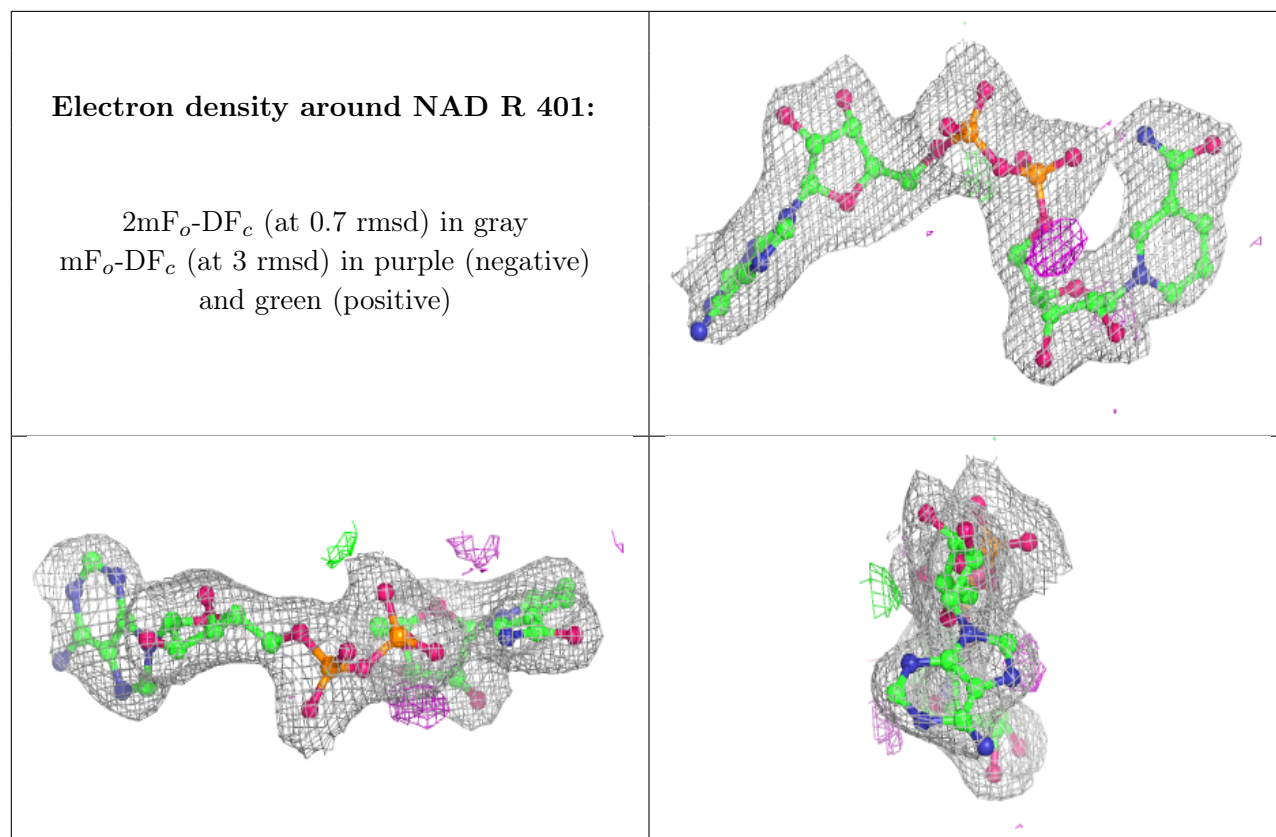 Electron density around NAD R 401:
2mFo-DFc (at 0.7 rmsd) in gray
mFo-DFc (at 3 rmsd) in purple (negative)
and green (positive)